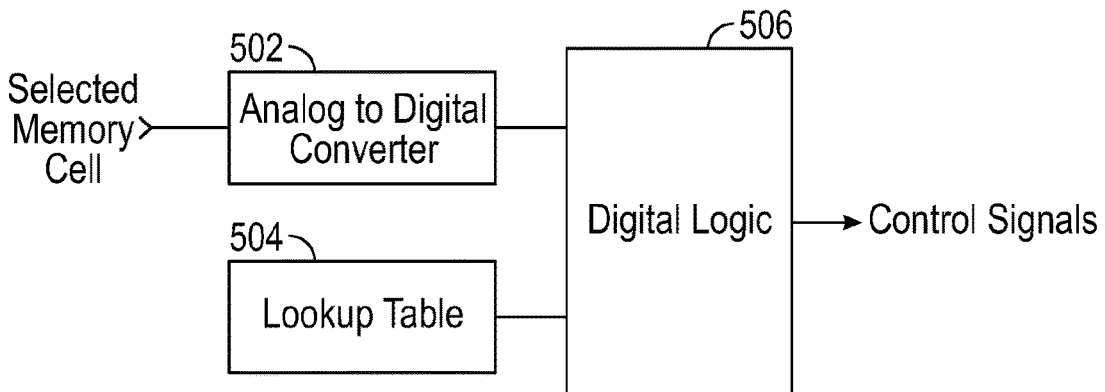 506
502
Selected
Memory
Cell
Analog to Digital
Converter
Digital Logic
Control Signals
504
Lookup Table